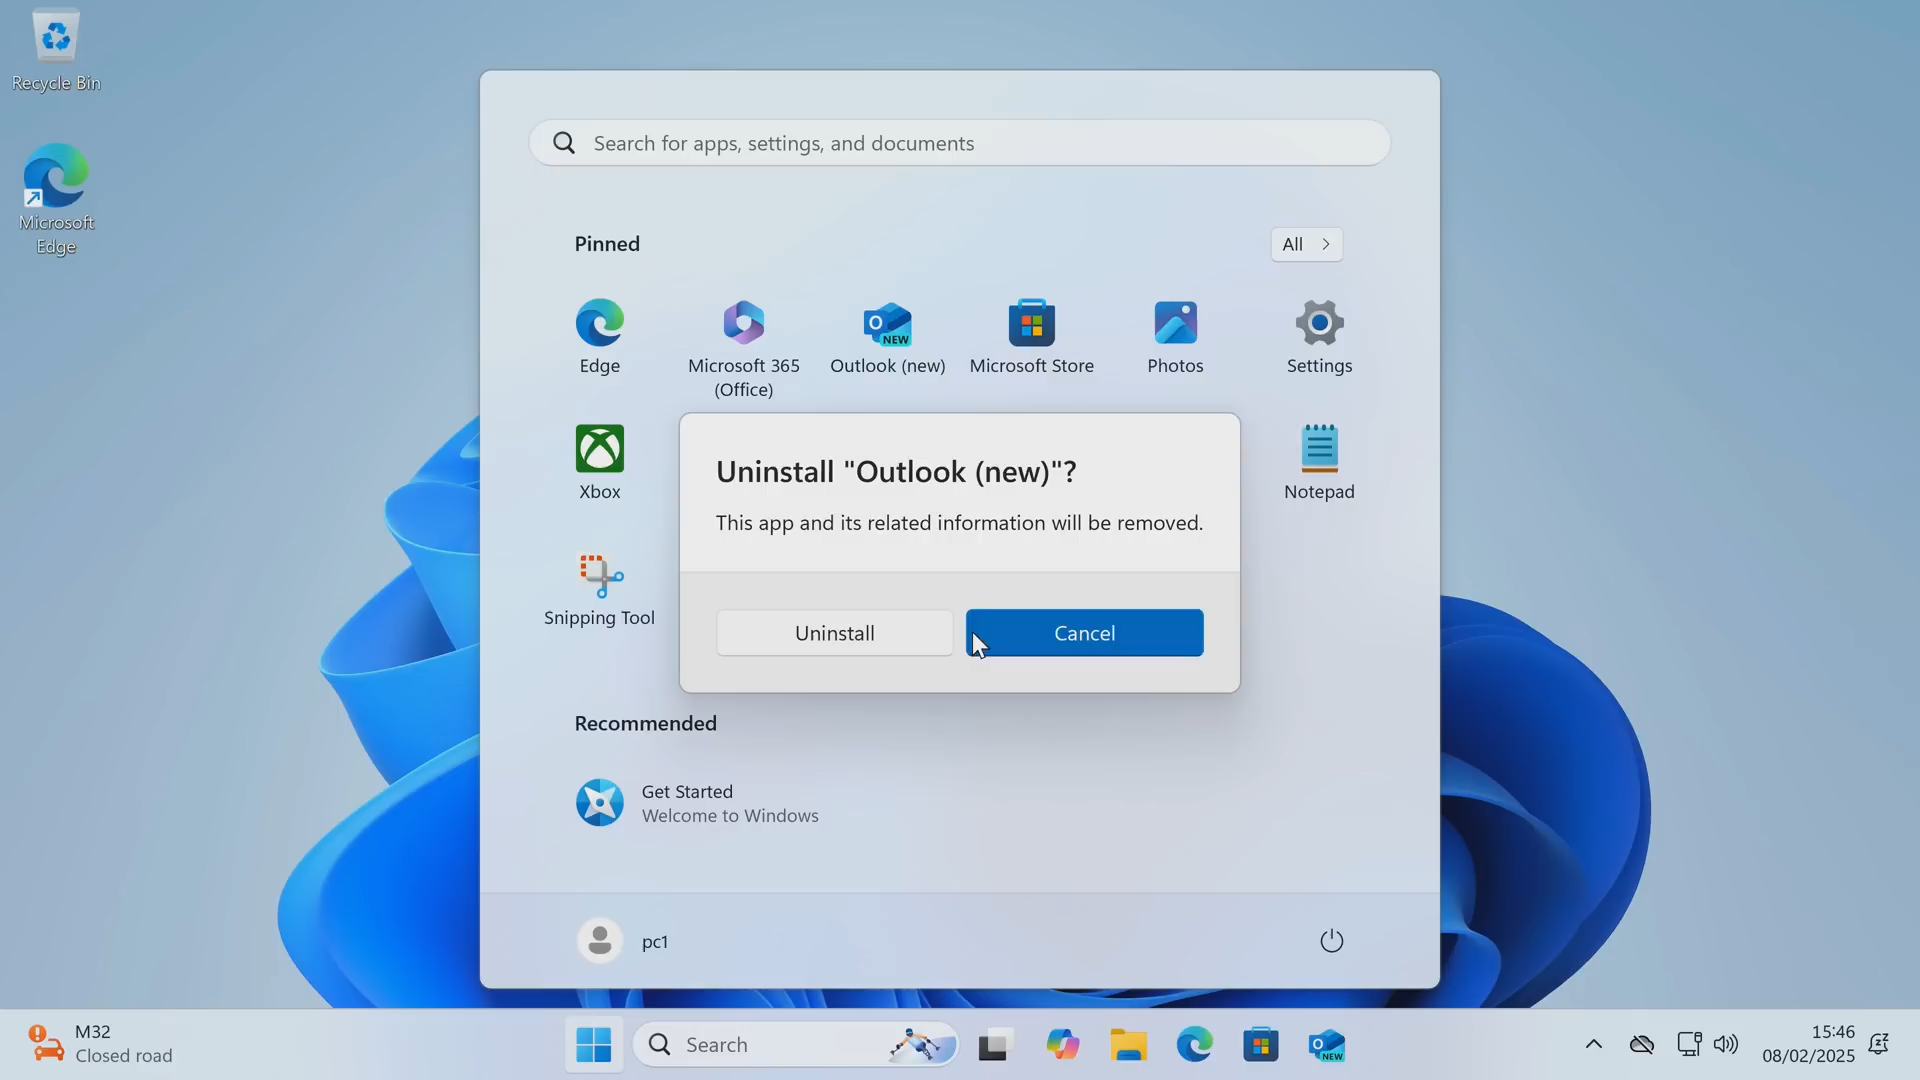 Recycle Bin
Microsoft
Edge
Search for apps, settings, and documents
Pinned
All
Edge
Microsoft 365
(Office)
NEW
Outlook (new)
Microsoft Store
Photos
Settings
Xbox
Notepad
Snipping Tool
Uninstall "Outlook (new)"?
This app and its related information will be removed.
Uninstall
Cancel
Recommended
Get Started
Welcome to Windows
pc1
M32
Closed road
Search
NEW
15:46
08/02/2025